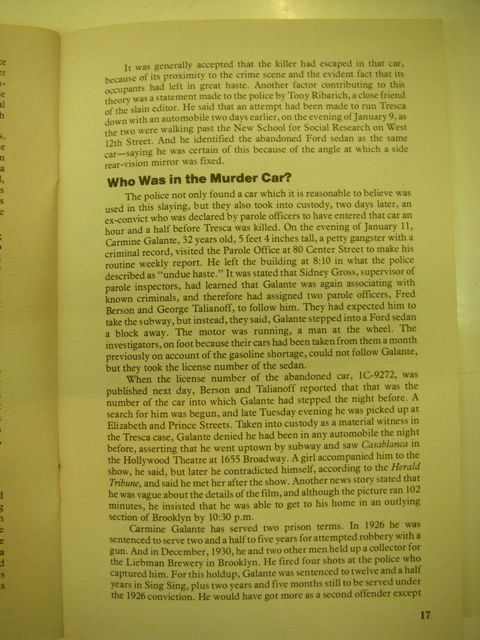 It was generally accepted that the killer had escaped in that car,
because of its proximity to the crime scene and the evident fact that its
occupants had left in great haste. Another factor contributing to this
theory was a statement made to the police by Tony Ribarich, a close friend
of the slain editor. He said that an attempt had been made to run Tresca
down with an automobile two days earlier, on the evening of January 9, as
the two were walking past the New School for Social Research on West
12th Street. And he identified the abandoned Ford sedan as the same
car—saying he was certain of this because of the angle at which a side
rear-vision mirror was fixed.
Who Was in the Murder Car?
The police not only found a car which it is reasonable to believe was
used in this slaying, but they also took into custody, two days later, an
ex-convict who was declared by parole officers to have entered that car an
hour and a half before Tresca was killed. On the evening of January 11,
Carmine Galante, 32 years old, 5 feet 4 inches tall, a petty gangster with a
criminal record, visited the Parole Office at 80 Center Street to make his
routine weekly report. He left the building at 8:10 in what the police
described as "undue haste." It was stated that Sidney Gross, supervisor of
parole inspectors, had learned that Galante was again associating with
known criminals, and therefore had assigned two parole officers, Fred
Berson and George Talianoff, to follow him. They had expected him to
take the subway, but instead, they said, Galante stepped into a Ford sedan
a block away. The motor was running, a man at the wheel. The
investigators, on foot because their cars had been taken from them a month
previously on account of the gasoline shortage, could not follow Galante,
but they took the license number of the sedan.
When the license number of the abandoned car, 1C-9272, was
published next day, Berson and Talianoff reported that that was the
number of the car into which Galante had stepped the night before. A
search for him was begun, and late Tuesday evening he was picked up at
Elizabeth and Prince Streets. Taken into custody as a material witness in
the Tresca case, Galante denied he had been in any automobile the night
before, asserting that he went uptown by subway and saw Casablanca in
the Hollywood Theatre at 1655 Broadway. A girl accompanied him to the
show, he said, but later he contradicted himself, according to the Herald
Tribune, and said he met her after the show. Another news story stated that
he was vague about the details of the film, and although the picture ran 102
minutes, he insisted that he was able to get to his home in an outlying
section of Brooklyn by 10:30 p.m.
Carmine Galante has served two prison terms. In 1926 he was
sentenced to serve two and a half to five years for attempted robbery with a
gun. And in December, 1930, he and two other men held up a collector for
the Liebman Brewery in Brooklyn. He fired four shots at the police who
captured him. For this holdup, Galante was sentenced to twelve and a half
years in Sing Sing, plus two years and five months still to be served under
the 1926 conviction. He would have got more as a second offender except
17